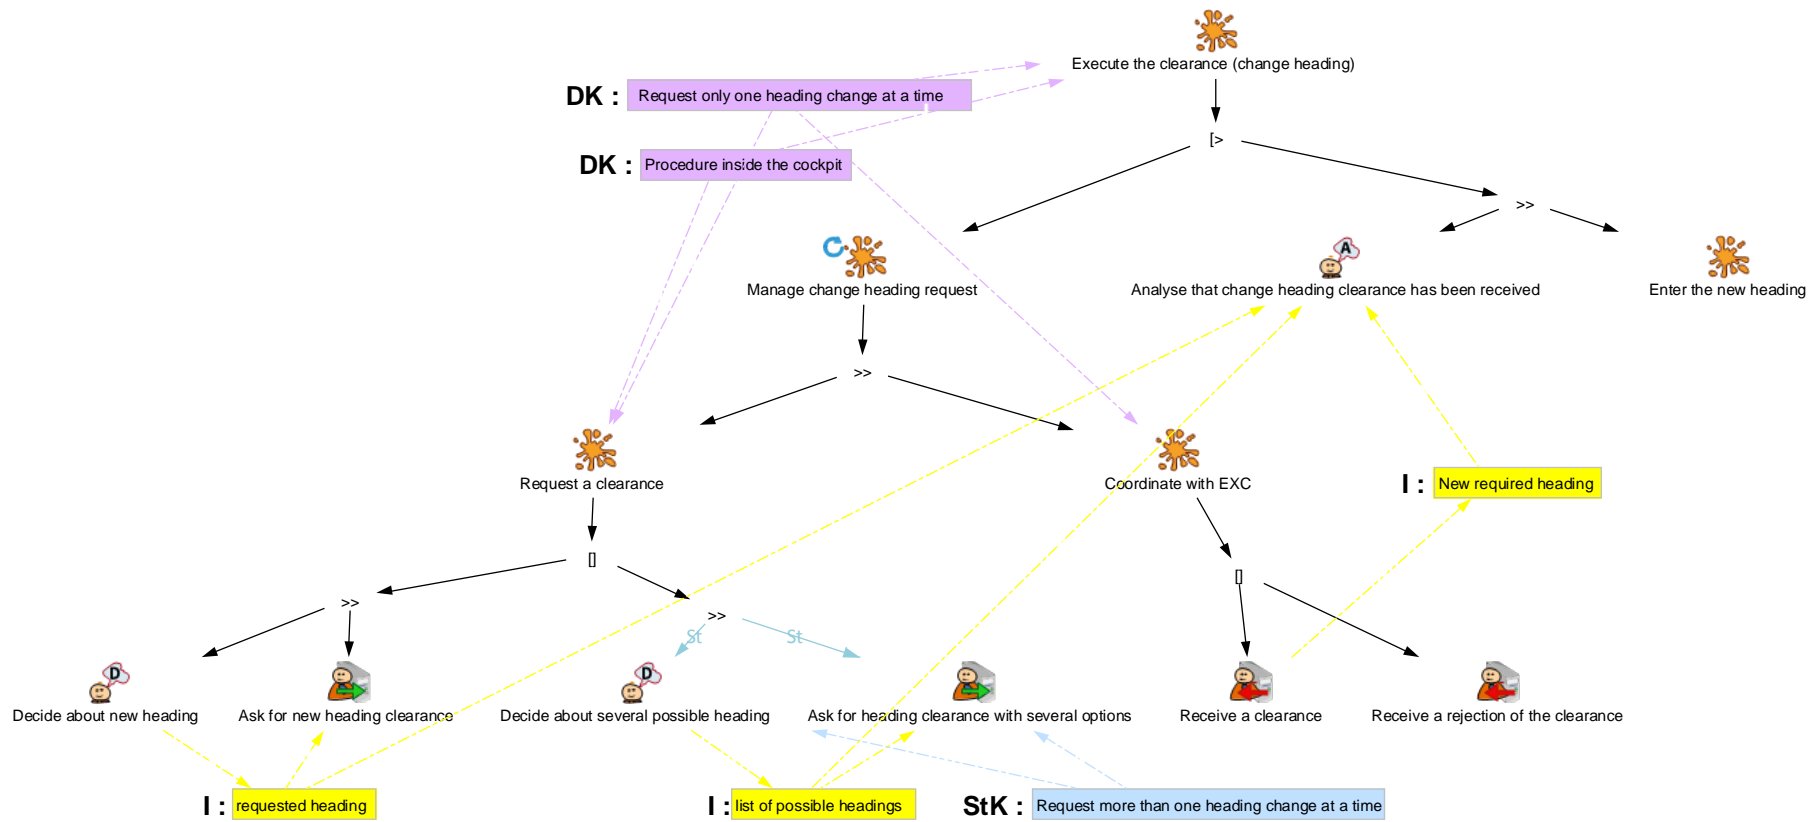 Execute the clearance (change heading)
DK : Request only one heading change at a time
[>
DK : Procedure inside the cockpit
>>
A
Manage change heading request
Analyse that change heading clearance has been received
Enter the new heading
>>
Request a clearance
Coordinate with EXC
I : New required heading
[]
[]
>>
>>
St
St
D
D
Decide about new heading
Ask for new heading clearance
Decide about several possible heading
Ask for heading clearance with several options
Receive a clearance
Receive a rejection of the clearance
I : requested heading
I : list of possible headings
StK : Request more than one heading change at a time